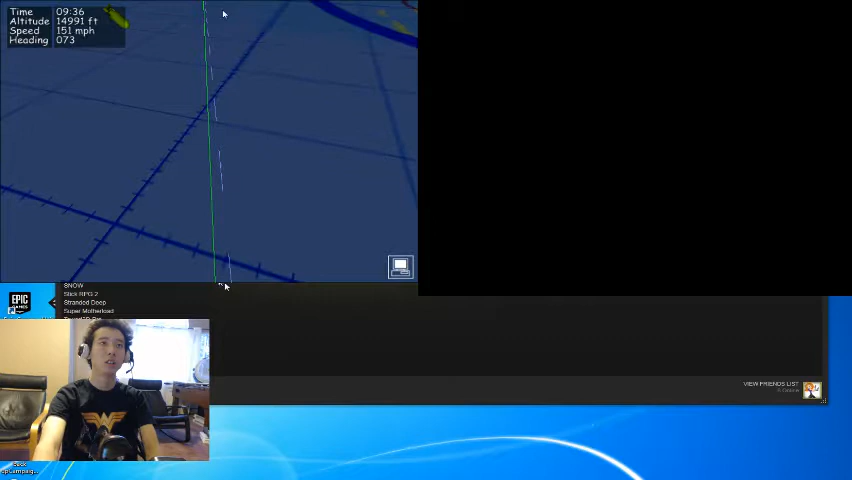 Time 09:36
Altitude 14991 ft
Speed 151 mph
Heading 073
SNOW
Stick RPG 2
Stranded Deep
Super Motherload
EPIC
GAMES
VIEW FRIENDS LIST